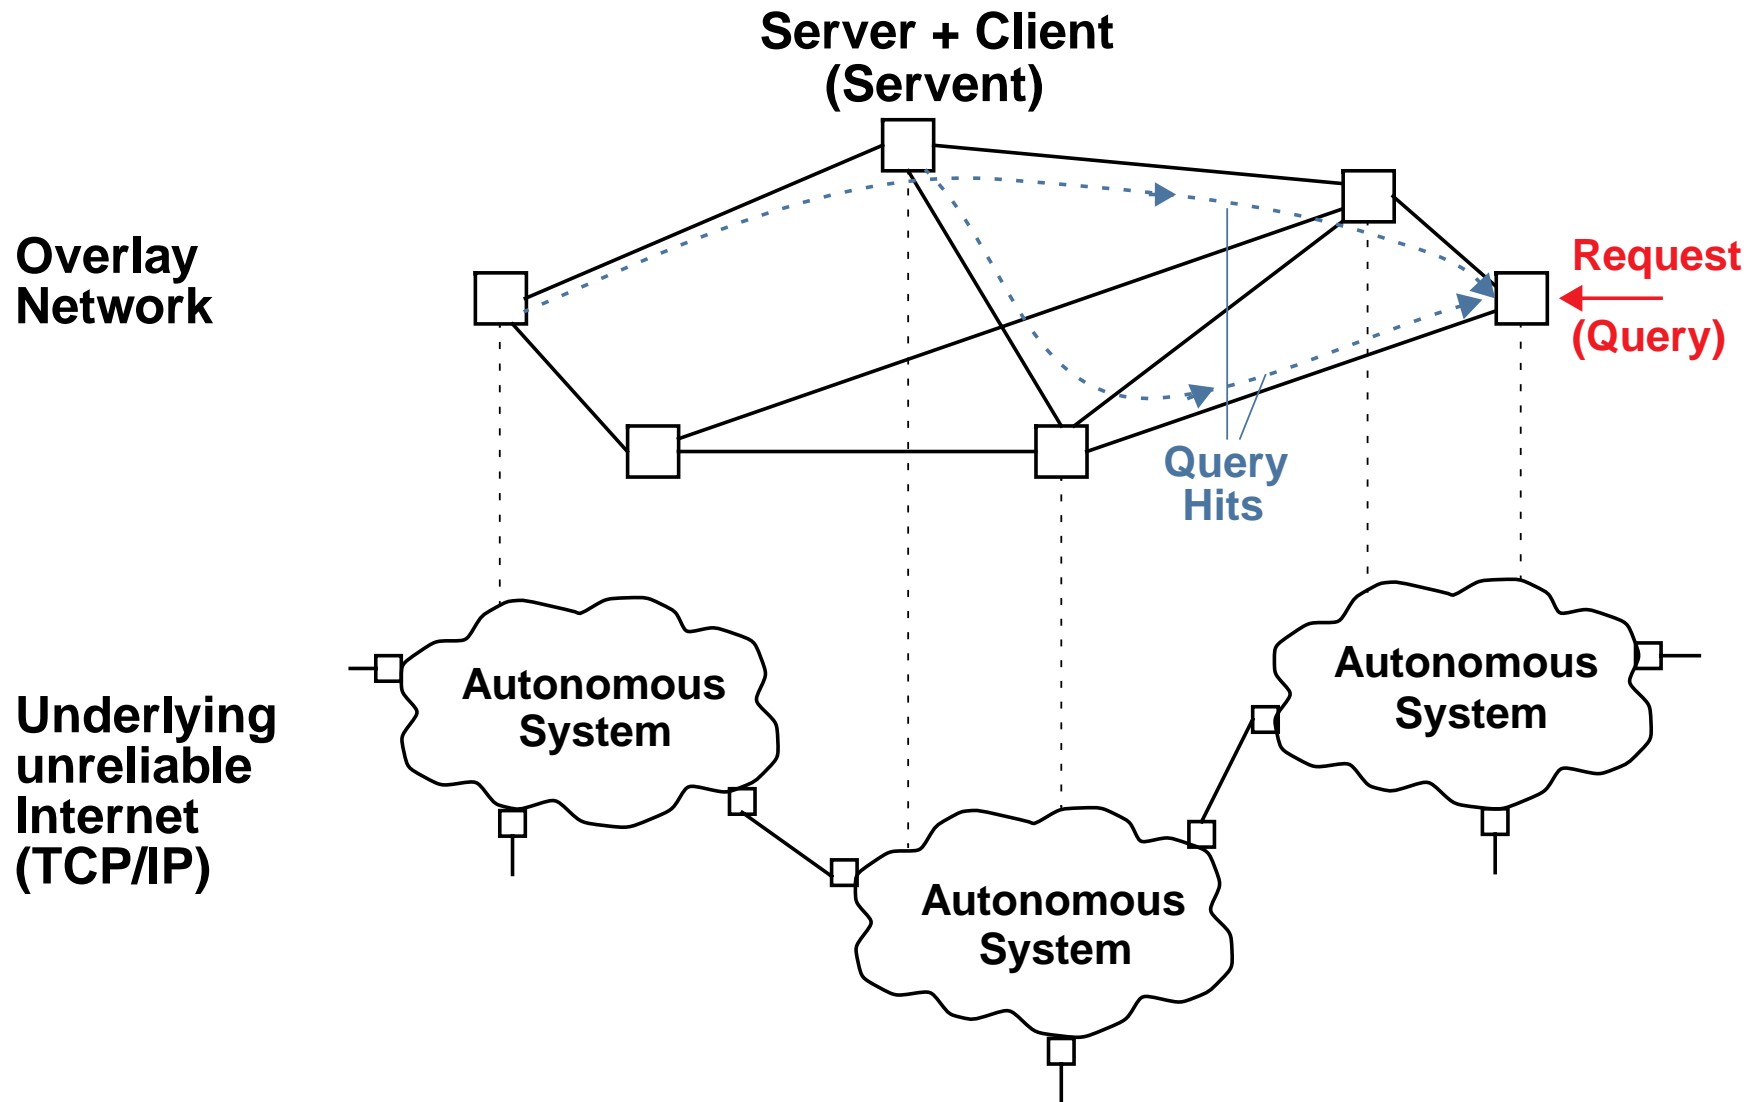 Server + Client
(Servent)
Overlay
Network
Request
(Query)
Query
Hits
Autonomous
System
Autonomous
System
Underlying
unreliable
Internet
(TCP/IP)
Autonomous
System